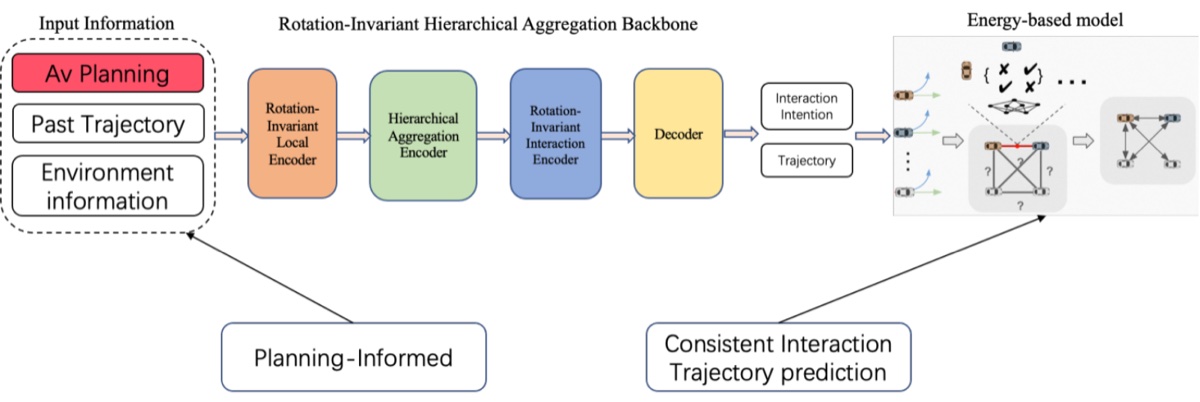 Input Information
Rotation-Invariant Hierarchical Aggregation Backbone
Energy-based model
Av Planning
Past Trajectory
Environment
information
Rotation-
Invariant
Local
Encoder
Hierarchical
Aggregation
Encoder
Rotation-
Invariant
Interaction
Encoder
Decoder
Interaction
Intention
Trajectory
{ ✘ ✔ }
✔ ✘
...
?
?
?
?
Planning-Informed
Consistent Interaction
Trajectory prediction